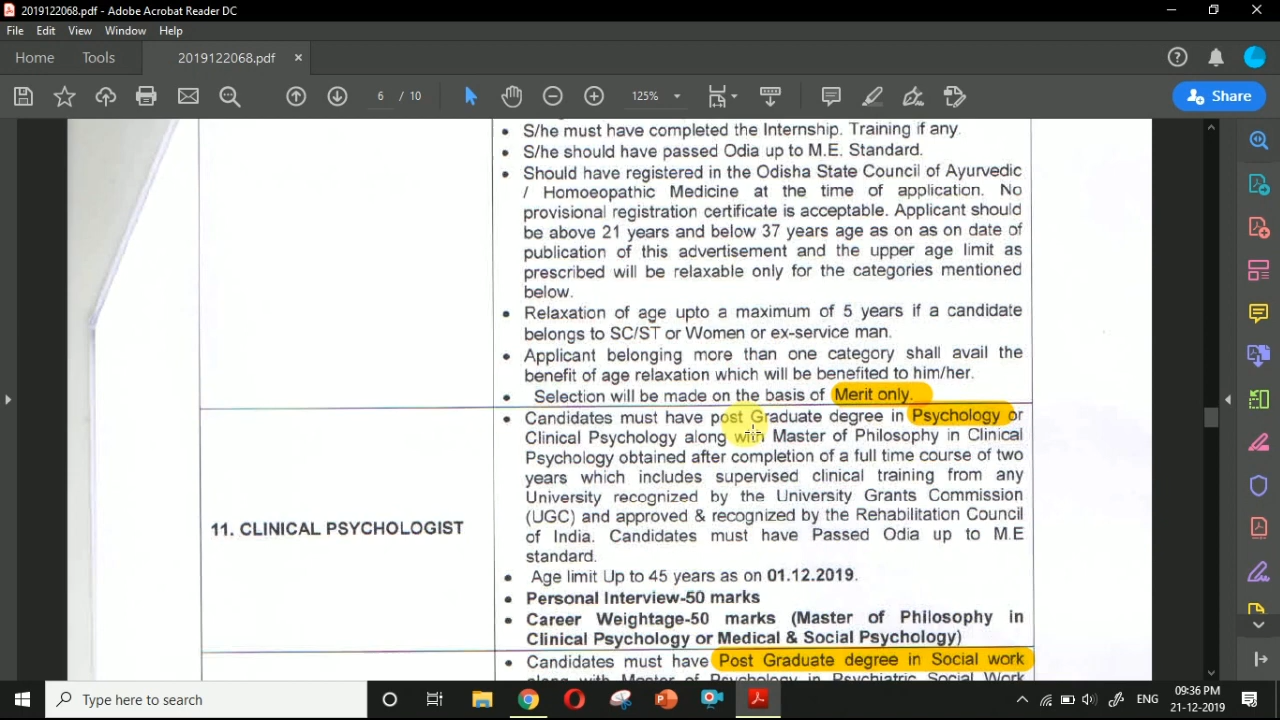 2019122068.pdf - Adobe Acrobat Reader DC
File Edit View Window Help
Home Tools 2019122068.pdf ×
6 / 10 125% Share
S/he must have completed the Internship. Training if any.
• S/he should have passed Odia up to M.E. Standard.
• Should have registered in the Odisha State Council of Ayurvedic
/ Homoeopathic Medicine at the time of application. No
provisional registration certificate is acceptable. Applicant should
be above 21 years and below 37 years age as on as on date of
publication of this advertisement and the upper age limit as
prescribed will be relaxable only for the categories mentioned
below.
• Relaxation of age upto a maximum of 5 years if a candidate
belongs to SC/ST or Women or ex-service man.
• Applicant belonging more than one category shall avail the
benefit of age relaxation which will be benefited to him/her.
• Selection will be made on the basis of Merit only.
11. CLINICAL PSYCHOLOGIST
• Candidates must have post Graduate degree in Psychology or
Clinical Psychology along with Master of Philosophy in Clinical
Psychology obtained after completion of a full time course of two
years which includes supervised clinical training from any
University recognized by the University Grants Commission
(UGC) and approved & recognized by the Rehabilitation Council
of India. Candidates must have Passed Odia up to M.E
standard.
• Age limit Up to 45 years as on 01.12.2019.
• Personal Interview-50 marks
• Career Weightage-50 marks (Master of Philosophy in
Clinical Psychology or Medical & Social Psychology)
• Candidates must have Post Graduate degree in Social work
along with Master of Psychology in Psychiatric Social Work
Type here to search
ENG
09:36 PM
21-12-2019